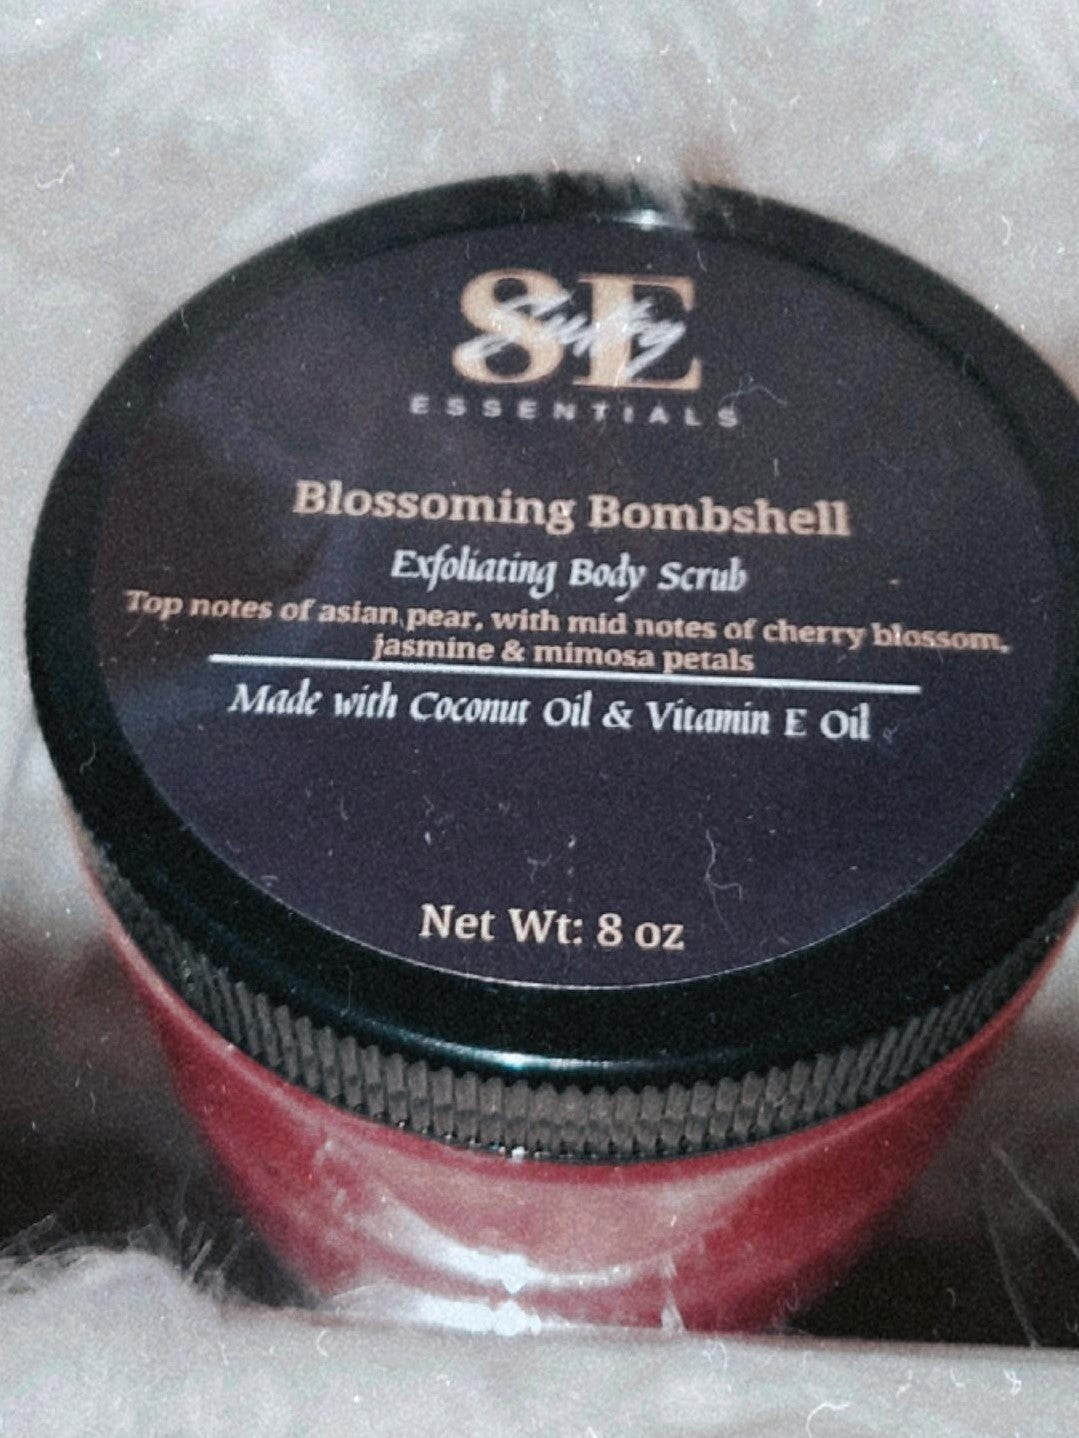 SE
ESSENTIALS
Blossoming Bombshell
Exfoliating Body Scrub
Top notes of asian pear, with mid notes of cherry blossom,
jasmine & mimosa petals
Made with Coconut Oil & Vitamin E Oil
Net Wt: 8 oz